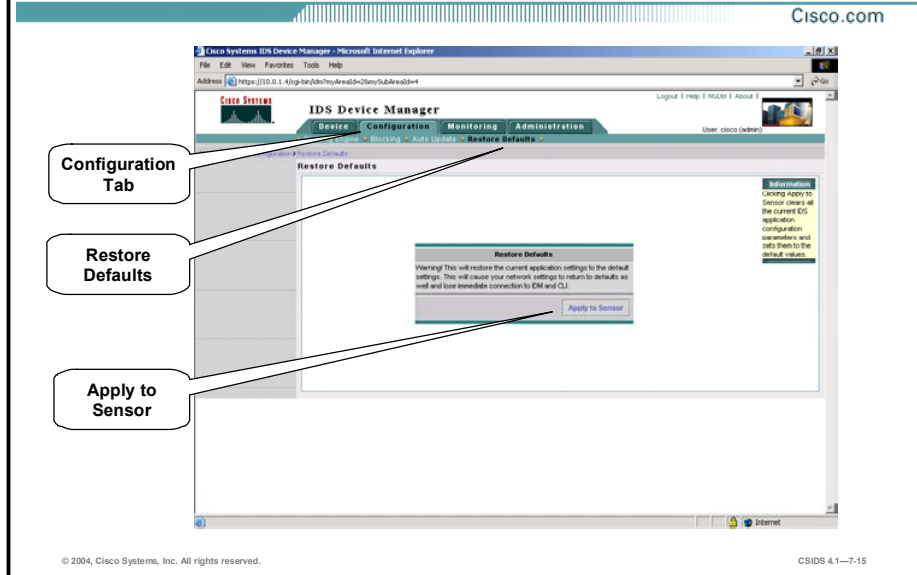 Cisco.com
Cisco Systems IDS Device Manager - Microsoft Internet Explorer
File Edit View Favorites Tools Help
Address https://10.0.1.4/cgi-bin/idm?myAreaId=2&mySubAreaId=4
Go
CISCO SYSTEMS
IDS Device Manager
Logout | Help | NSDB | About |
Device Configuration Monitoring Administration
User: cisco (admin)
Engine • Blocking • Auto Update • Restore Defaults •
Restore Defaults
Restore Defaults
Configuration
Tab
Restore
Defaults
Apply to
Sensor
Information
Clicking Apply to
Sensor clears all
the current IDS
application
configuration
parameters and
sets them to the
default values.
Restore Defaults
Warning! This will restore the current application settings to the default
settings. This will cause your network settings to return to defaults as
well and lose immediate connection to IDM and CLI.
Apply to Sensor
Internet
© 2004, Cisco Systems, Inc. All rights reserved.
CSIDS 4.1—7-15